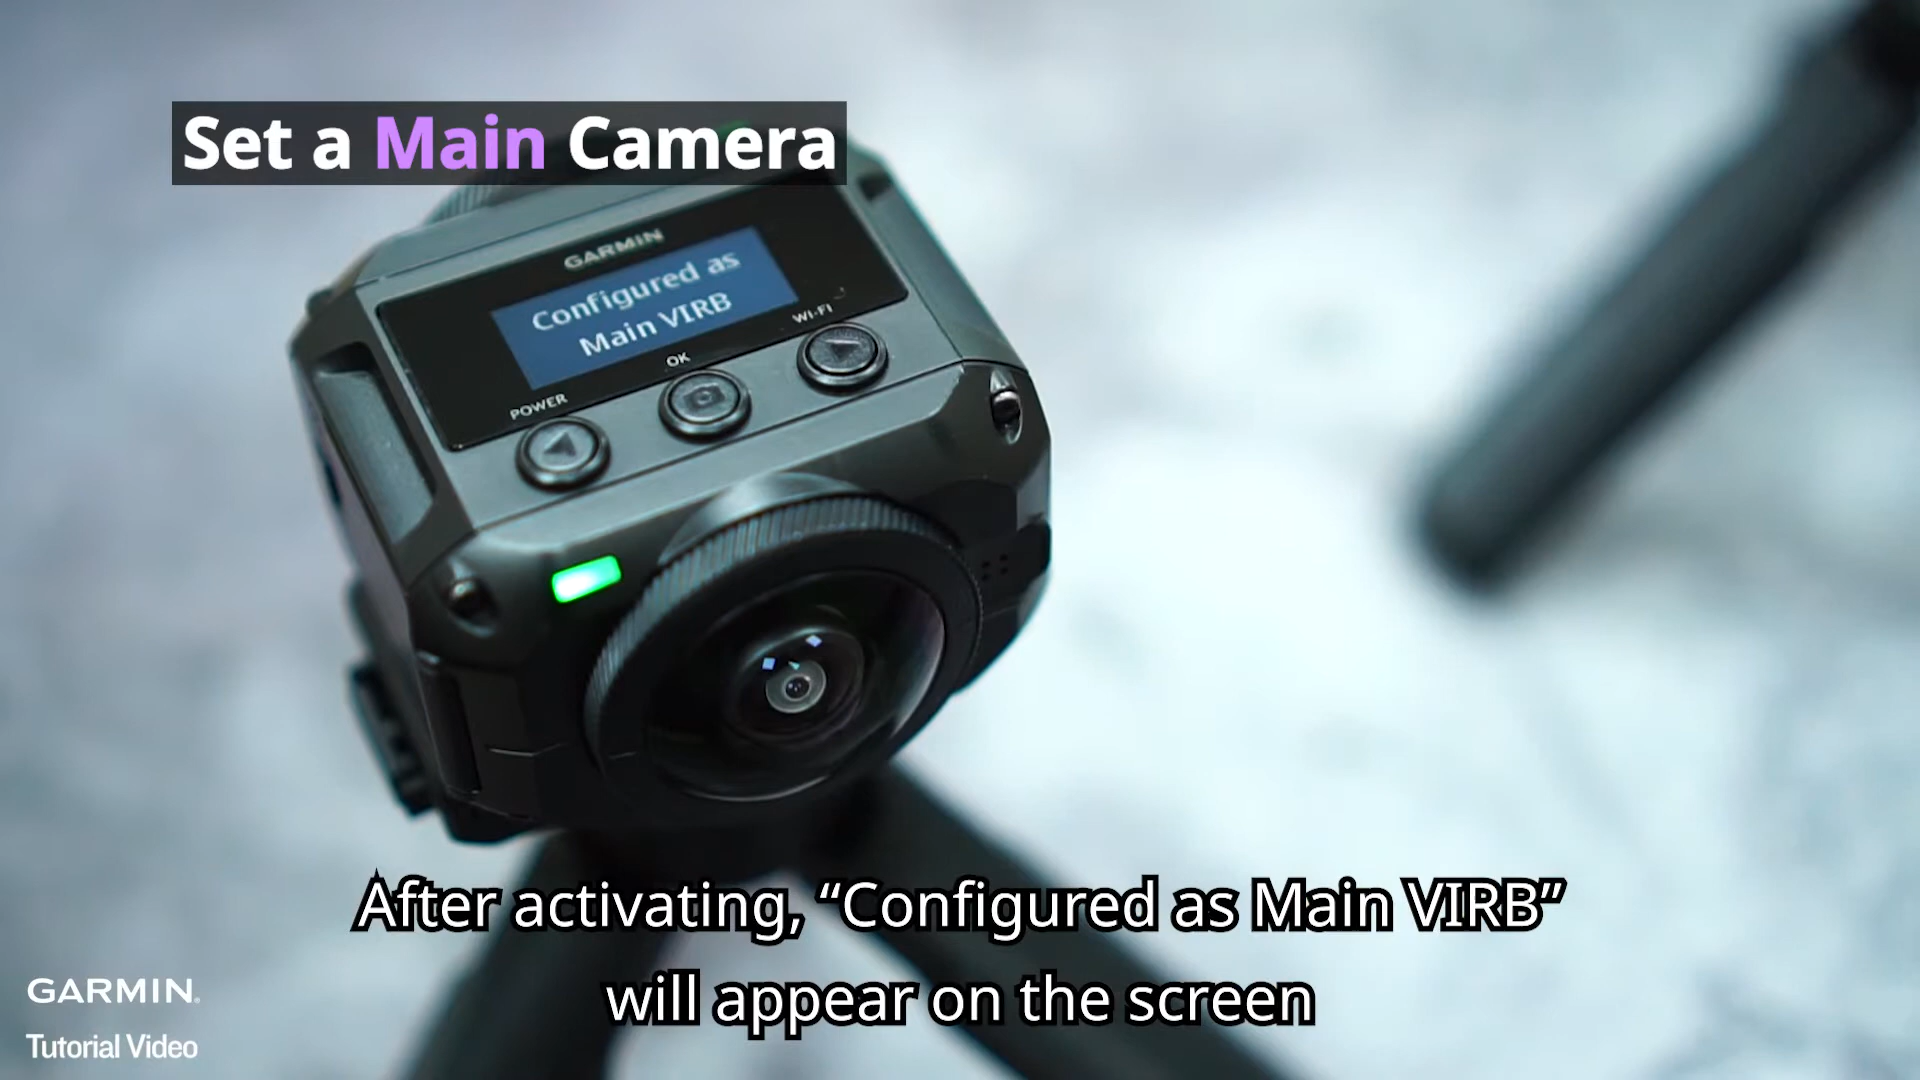 Set a Main Camera
GARMIN
Configured as
Main VIRB
WI-FI
OK
POWER
After activating, “Configured as Main VIRB”
will appear on the screen
GARMIN.
Tutorial Video